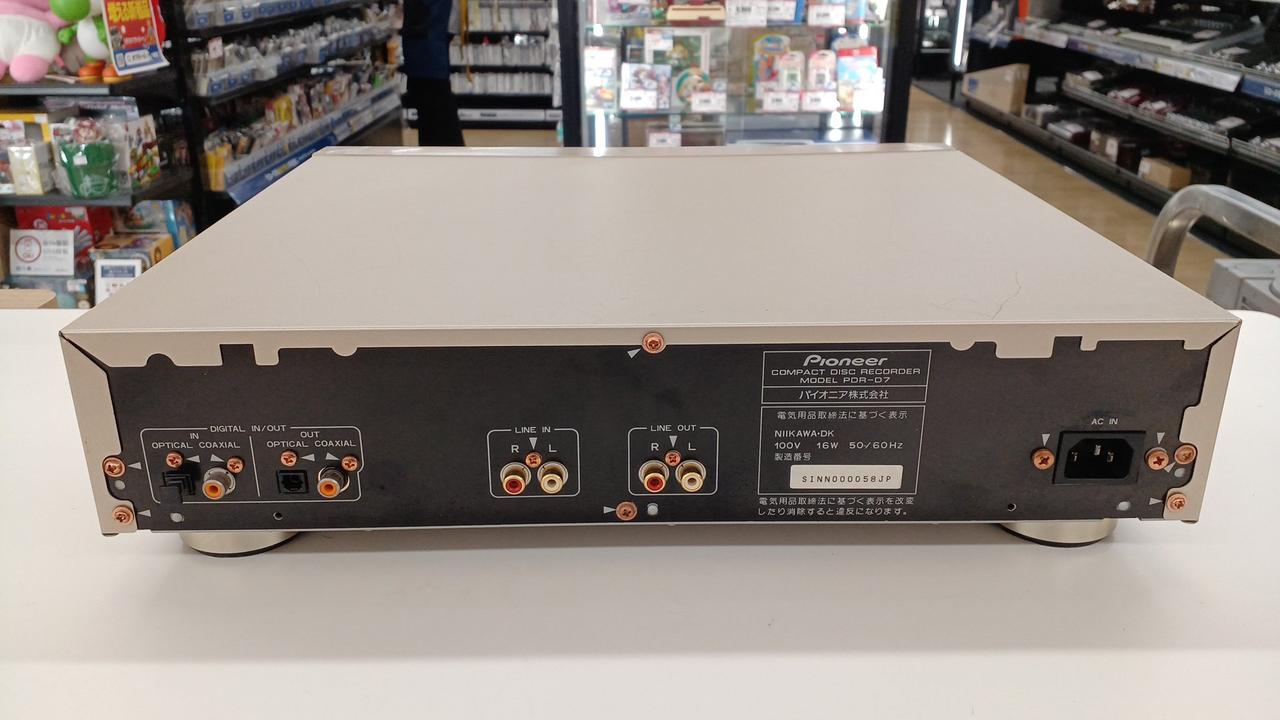 DIGITAL IN/OUT
IN
OPTICAL COAXIAL
OUT
OPTICAL COAXIAL
LINE IN
R L
LINE OUT
R L
Pioneer
COMPACT DISC RECORDER
MODEL PDR-D7
パイオニア株式会社
電気用品取締法に基づく表示
NIIKAWA・DK
100V 16W 50/60Hz
製造番号
SINN000058JP
電気用品取締法に基づく表示を改変
したり消除すると違反になります。
AC IN